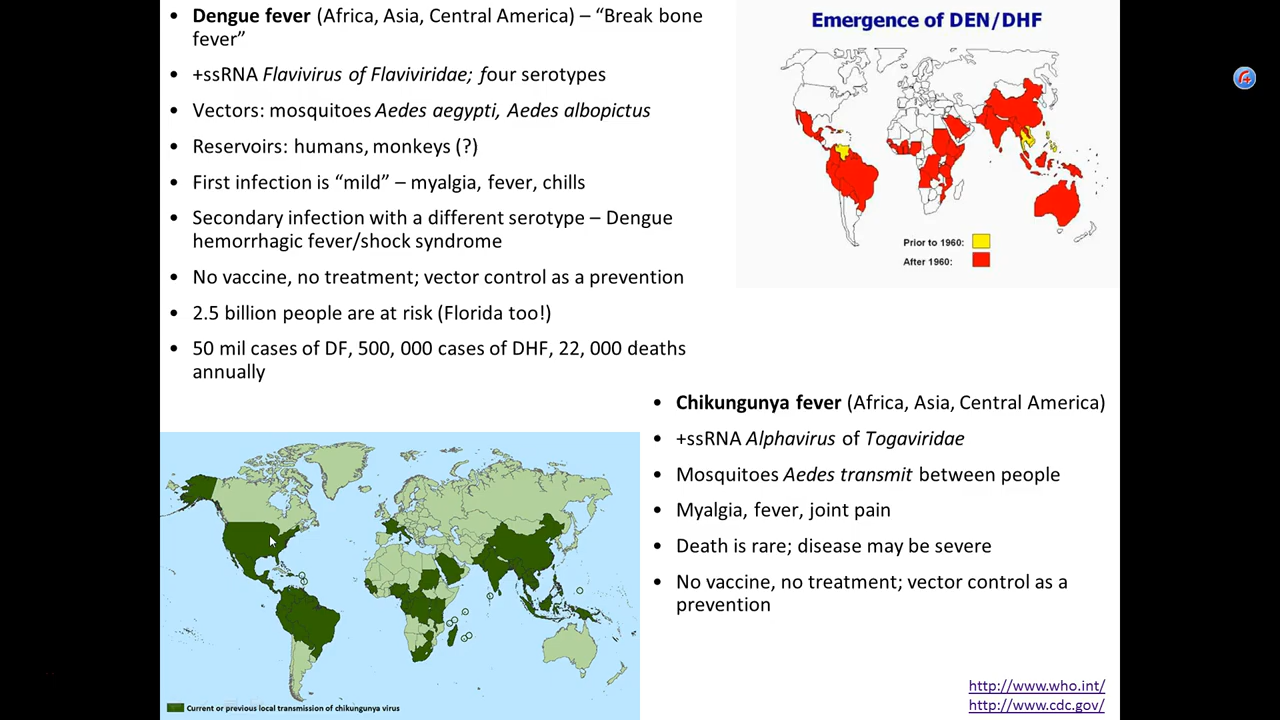 Dengue fever (Africa, Asia, Central America) – “Break bone
fever”
+ssRNA Flavivirus of Flaviviridae; four serotypes
Vectors: mosquitoes Aedes aegypti, Aedes albopictus
Reservoirs: humans, monkeys (?)
First infection is “mild” – myalgia, fever, chills
Secondary infection with a different serotype – Dengue
hemorrhagic fever/shock syndrome
No vaccine, no treatment; vector control as a prevention
2.5 billion people are at risk (Florida too!)
50 mil cases of DF, 500, 000 cases of DHF, 22, 000 deaths
annually
Emergence of DEN/DHF
Prior to 1960:
After 1960:
Chikungunya fever (Africa, Asia, Central America)
+ssRNA Alphavirus of Togaviridae
Mosquitoes Aedes transmit between people
Myalgia, fever, joint pain
Death is rare; disease may be severe
No vaccine, no treatment; vector control as a
prevention
Current or previous local transmission of chikungunya virus
http://www.who.int/
http://www.cdc.gov/